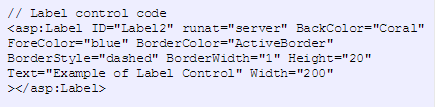 // Label control code
<asp:Label ID="Label2" runat="server" BackColor="Coral"
ForeColor="blue" BorderColor="ActiveBorder"
BorderStyle="dashed" BorderWidth="1" Height="20"
Text="Example of Label Control" Width="200"
></asp:Label>